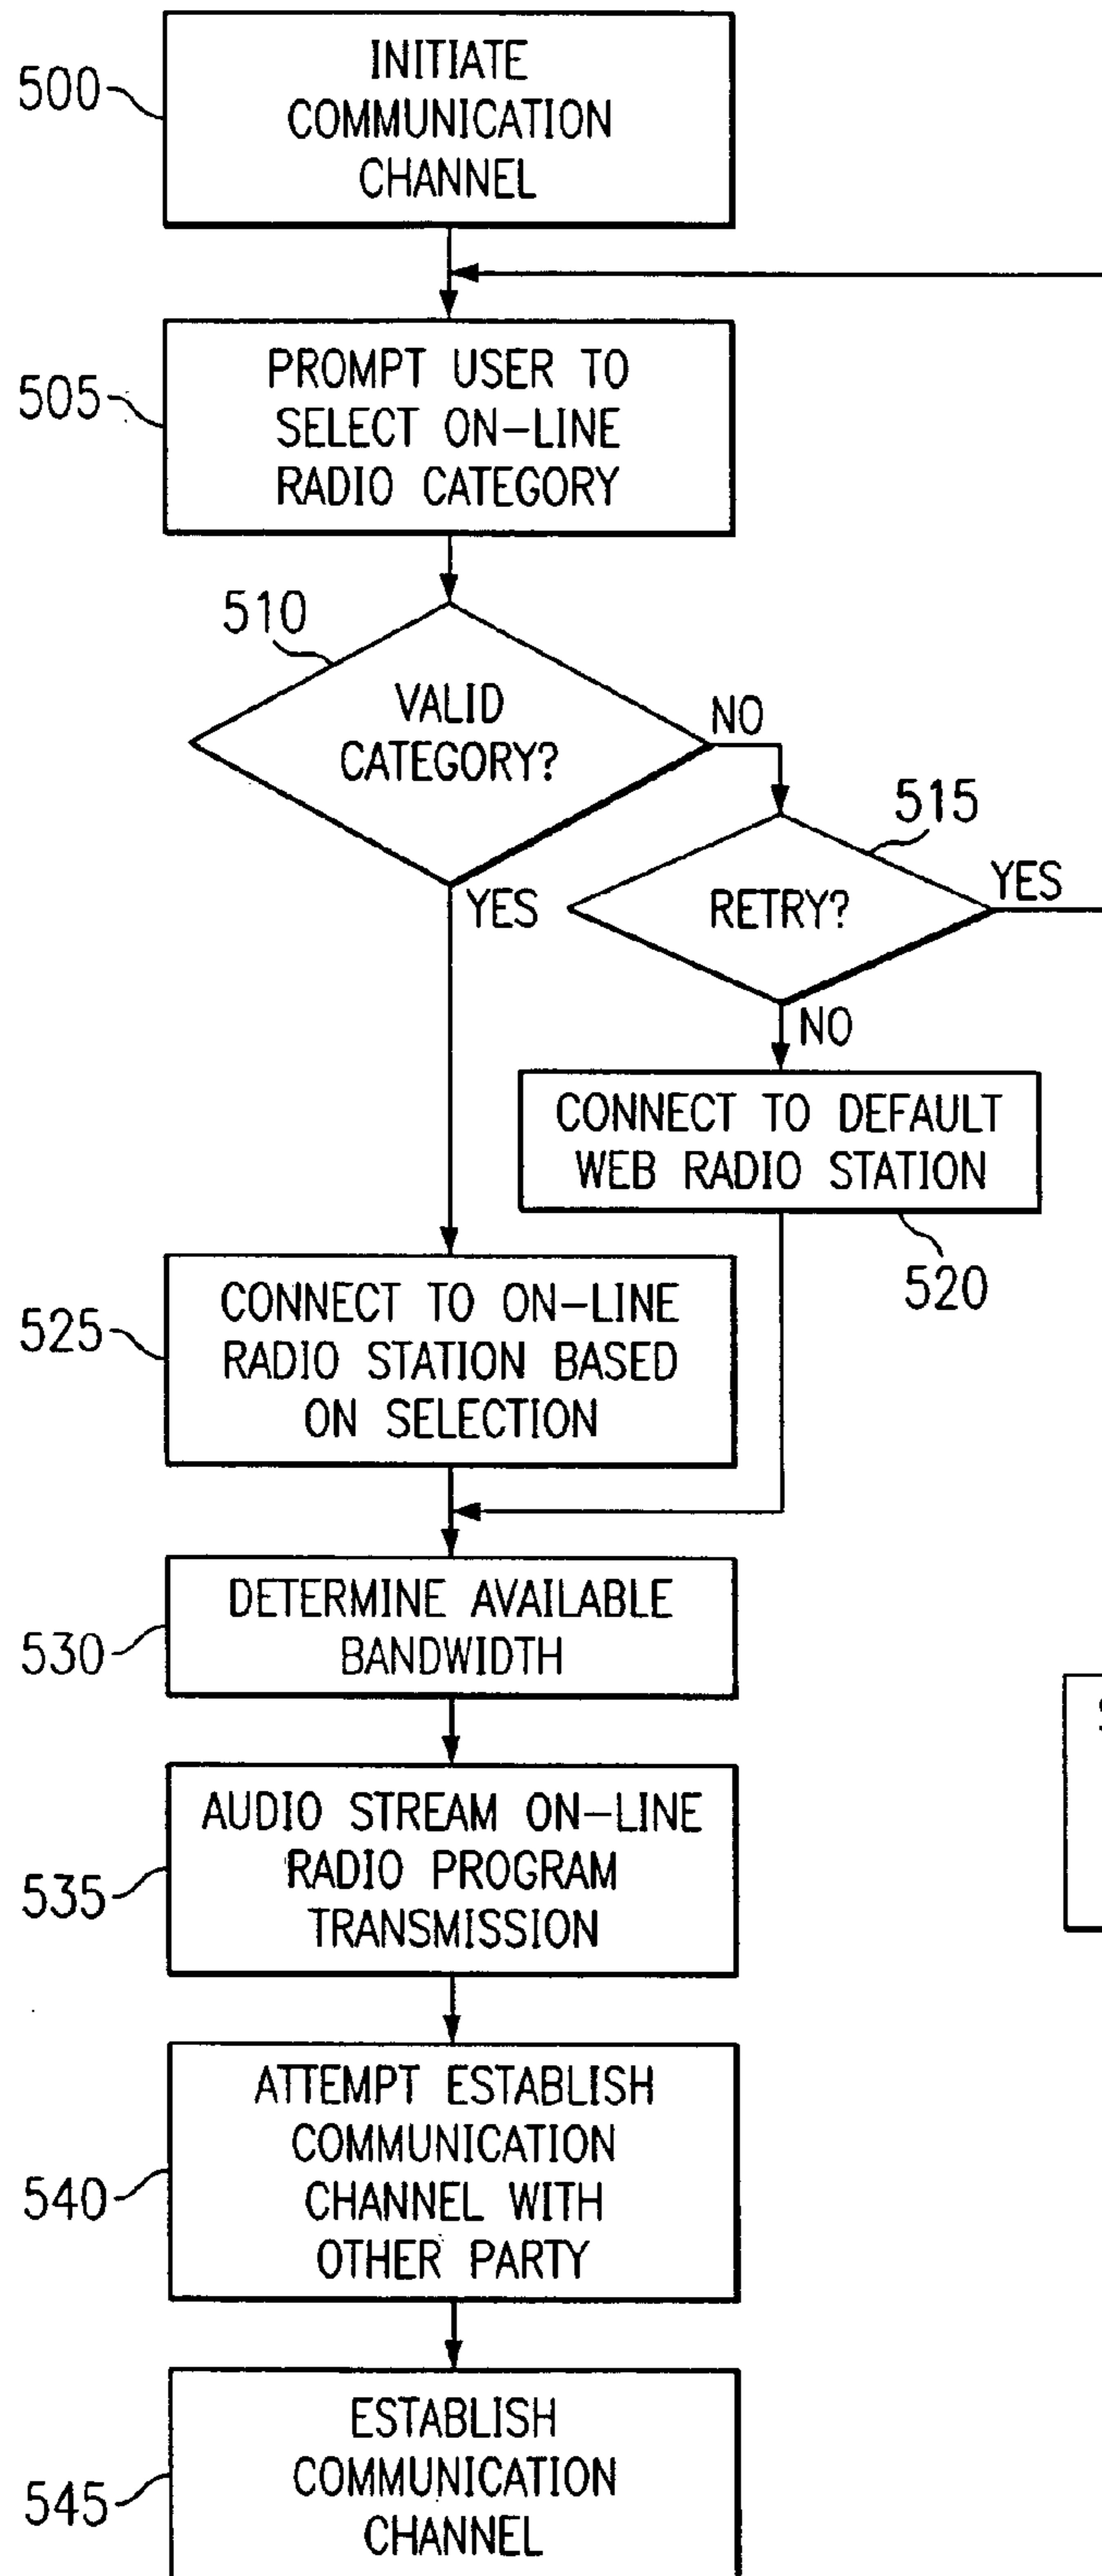 500
INITIATE
COMMUNICATION
CHANNEL
505
PROMPT USER TO
SELECT ON-LINE
RADIO CATEGORY
510
VALID
CATEGORY?
NO
YES
515
RETRY?
YES
NO
CONNECT TO DEFAULT
WEB RADIO STATION
520
525
CONNECT TO ON-LINE
RADIO STATION BASED
ON SELECTION
530
DETERMINE AVAILABLE
BANDWIDTH
535
AUDIO STREAM ON-LINE
RADIO PROGRAM
TRANSMISSION
540
ATTEMPT ESTABLISH
COMMUNICATION
CHANNEL WITH
OTHER PARTY
545
ESTABLISH
COMMUNICATION
CHANNEL